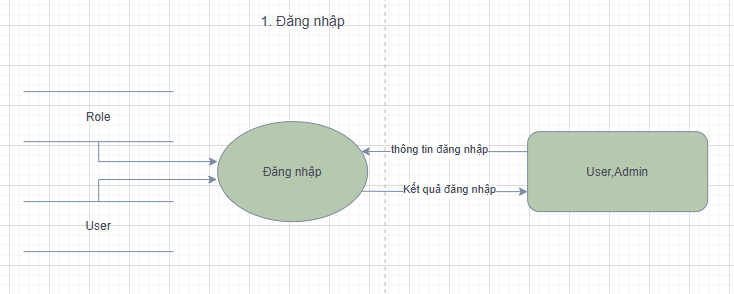 1. Đăng nhập
Role
thông tin đăng nhập
Đăng nhập
User,Admin
Kết quả đăng nhập
User